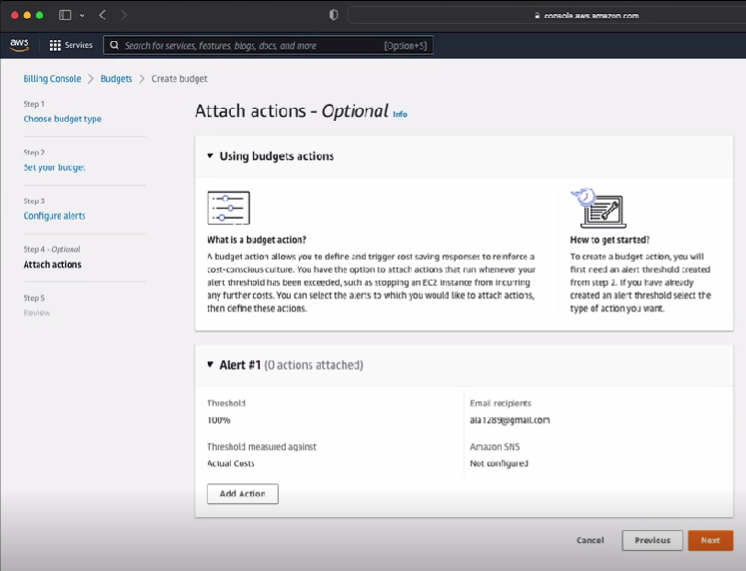 console.aws.amazon.com
aws
Services
Search for services, features, blogs, docs, and more
[Option+S]
Billing Console > Budgets > Create budget
Step 1
Choose budget type
Step 2
Set your budget
Step 3
Configure alerts
Step 4 - Optional
Attach actions
Step 5
Review
Attach actions - Optional Info
Using budgets actions
What is a budget action?
A budget action allows you to define and trigger cost saving responses to reinforce a
cost-conscious culture. You have the option to attach actions that run whenever your
alert threshold has been exceeded, such as stopping an EC2 instance from incurring
any further costs. You can select the alerts to which you would like to attach actions,
then define these actions.
How to get started?
To create a budget action, you will
first need an alert threshold created
from step 2. If you have already
created an alert threshold select the
type of action you want.
Alert #1 (0 actions attached)
Threshold
100%
Email recipients
ala1289@gmail.com
Threshold measured against
Actual Costs
Amazon SNS
Not configured
Add Action
Cancel
Previous
Next